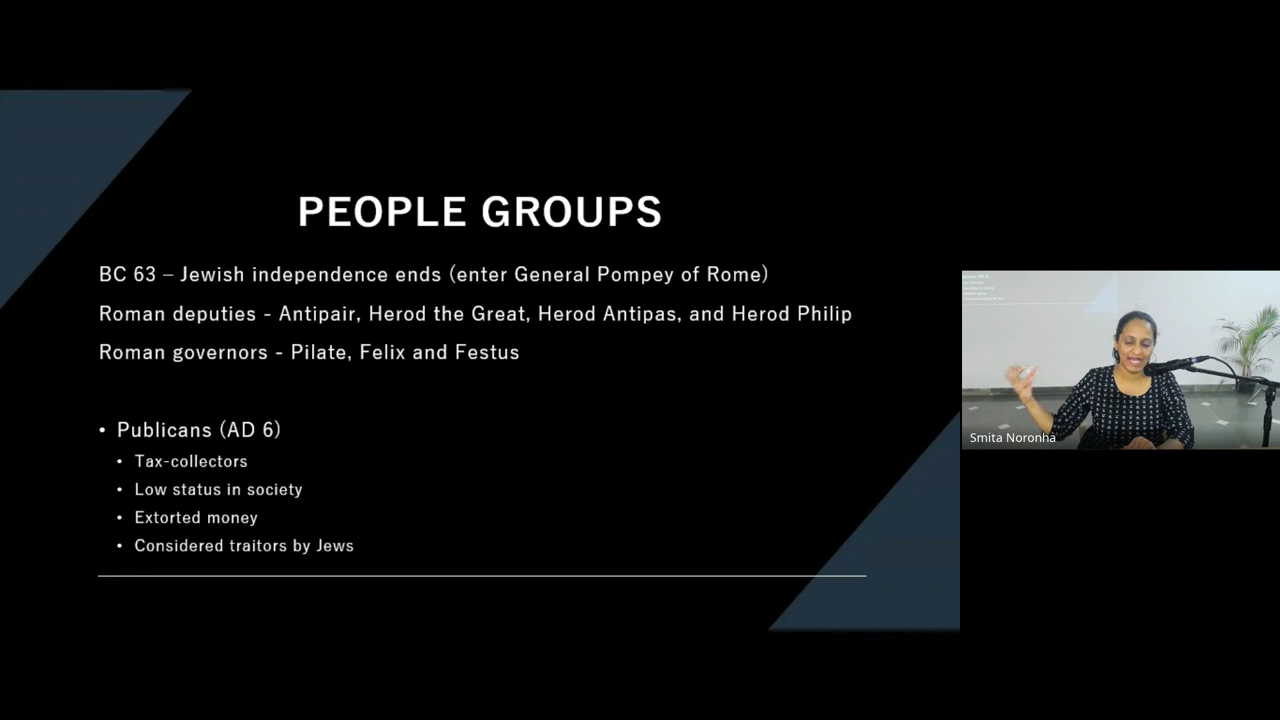 PEOPLE GROUPS
BC 63 – Jewish independence ends (enter General Pompey of Rome)
Roman deputies - Antipair, Herod the Great, Herod Antipas, and Herod Philip
Roman governors - Pilate, Felix and Festus
• Publicans (AD 6)
• Tax-collectors
• Low status in society
• Extorted money
• Considered traitors by Jews
Smita Noronha